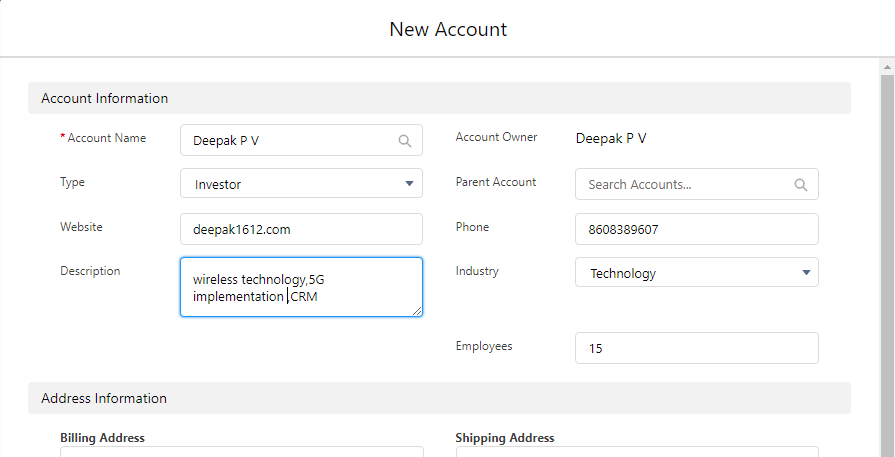 New Account
Account Information
* Account Name Deepak P V Account Owner Deepak P V
Type Investor Parent Account Search Accounts...
Website deepak1612.com Phone 8608389607
Description wireless technology,5G Industry Technology
implementation ,CRM
Employees 15
Address Information
Billing Address Shipping Address